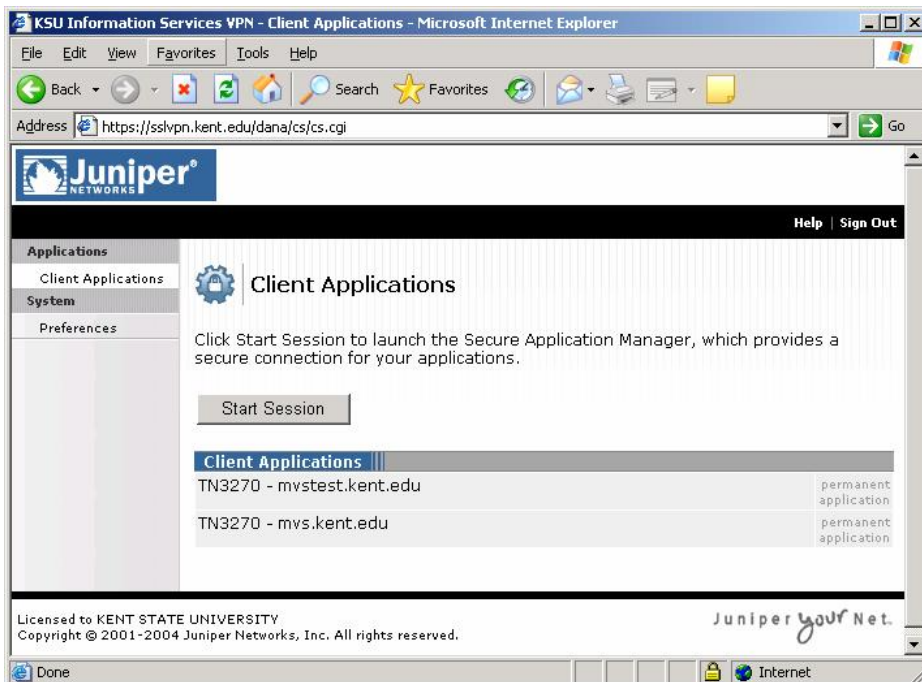 KSU Information Services VPN - Client Applications - Microsoft Internet Explorer
File Edit View Favorites Tools Help
Back Search Favorites
Address https://sslvpn.kent.edu/dana/cs/cs.cgi Go
Juniper®
NETWORKS
Help | Sign Out
Applications
Client Applications
System
Preferences
Client Applications
Click Start Session to launch the Secure Application Manager, which provides a
secure connection for your applications.
Start Session
Client Applications
TN3270 - mvstest.kent.edu permanent
application
TN3270 - mvs.kent.edu permanent
application
Licensed to KENT STATE UNIVERSITY
Copyright © 2001-2004 Juniper Networks, Inc. All rights reserved.
Juniper your Net.
Done Internet